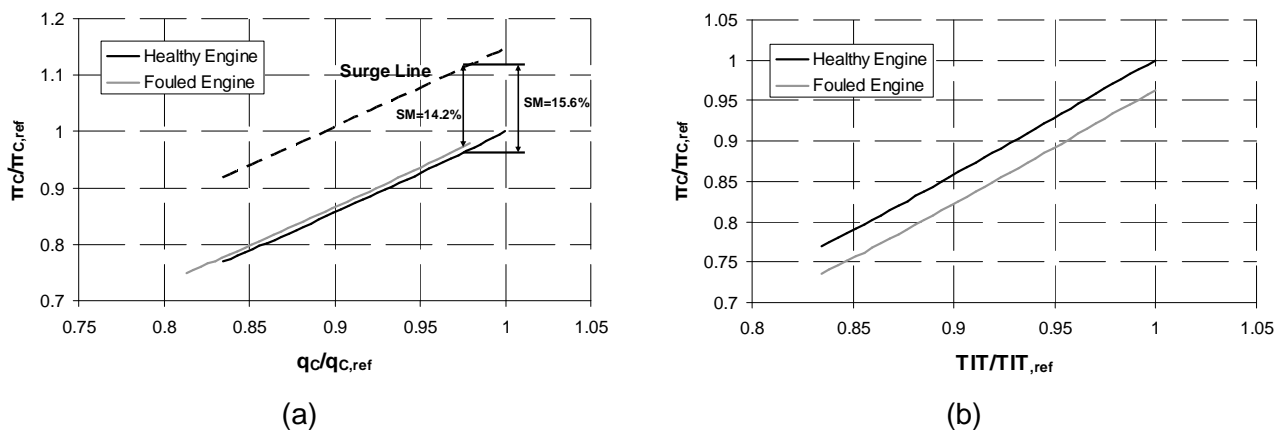 1.2
1.1
1
0.9
0.8
0.7
0.75 0.8 0.85 0.9 0.95 1 1.05
πC/πC,ref
qC/qC,ref
Healthy Engine
Fouled Engine
Surge Line
SM=14.2%
SM=15.6%
(a)
1.05
1
0.95
0.9
0.85
0.8
0.75
0.7
0.8 0.85 0.9 0.95 1 1.05
πC/πC,ref
TIT/TIT,ref
Healthy Engine
Fouled Engine
(b)